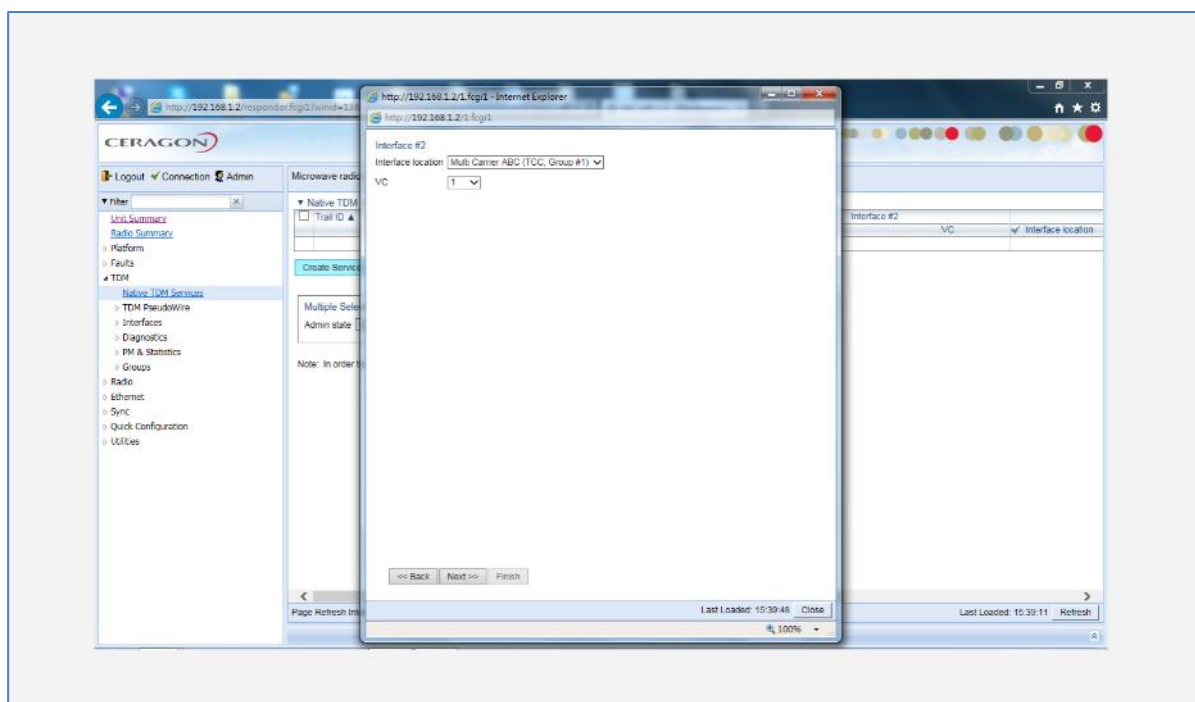 http://192.168.1.2/responder.fcgi1?winid=133
CERAGON
Logout Connection Admin
Filter
Unit Summary
Radio Summary
Platform
Faults
TDM
Native TDM Services
TDM PseudoWire
Interfaces
Diagnostics
PM & Statistics
Groups
Radio
Ethernet
Sync
Quick Configuration
Utilities
Microwave radio
Native TDM
Trail ID ▲
Create Service
Multiple Sele
Admin state
Note: In order
Page Refresh Int
http://192.168.1.2/1.fcgi1 - Internet Explorer
http://192.168.1.2/1.fcgi1
Interface #2
Interface location Multi Carrier ABC (TCC, Group #1)
VC 1
<< Back Next >> Finish
Last Loaded: 15:39:48 Close
100%
Interface #2
VC Interface location
Last Loaded: 15:39:11 Refresh